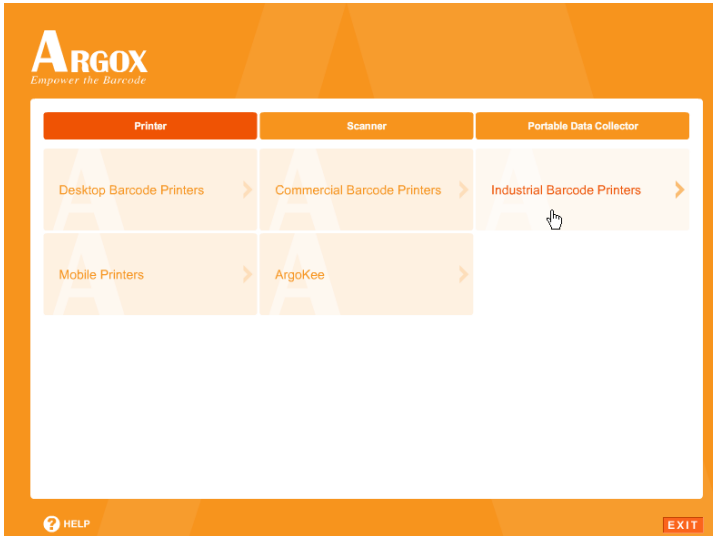 ARGOX
Empower the Barcode
Printer
Scanner
Portable Data Collector
Desktop Barcode Printers
Commercial Barcode Printers
Industrial Barcode Printers
Mobile Printers
ArgoKee
? HELP
EXIT